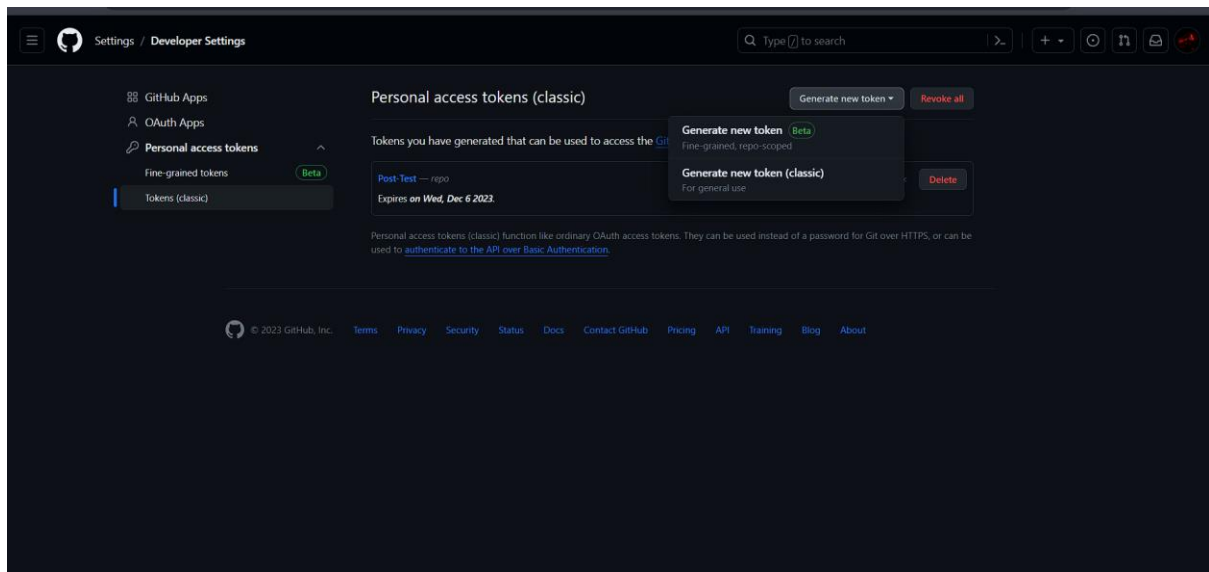 Settings / Developer Settings
Type / to search
GitHub Apps
OAuth Apps
Personal access tokens
Fine-grained tokens Beta
Tokens (classic)
Personal access tokens (classic)
Generate new token
Revoke all
Generate new token Beta
Fine-grained, repo-scoped
Generate new token (classic)
For general use
Tokens you have generated that can be used to access the
Post-Test — repo
Delete
Expires on Wed, Dec 6 2023.
Personal access tokens (classic) function like ordinary OAuth access tokens. They can be used instead of a password for Git over HTTPS, or can be
used to authenticate to the API over Basic Authentication.
© 2023 GitHub, Inc. Terms Privacy Security Status Docs Contact GitHub Pricing API Training Blog About